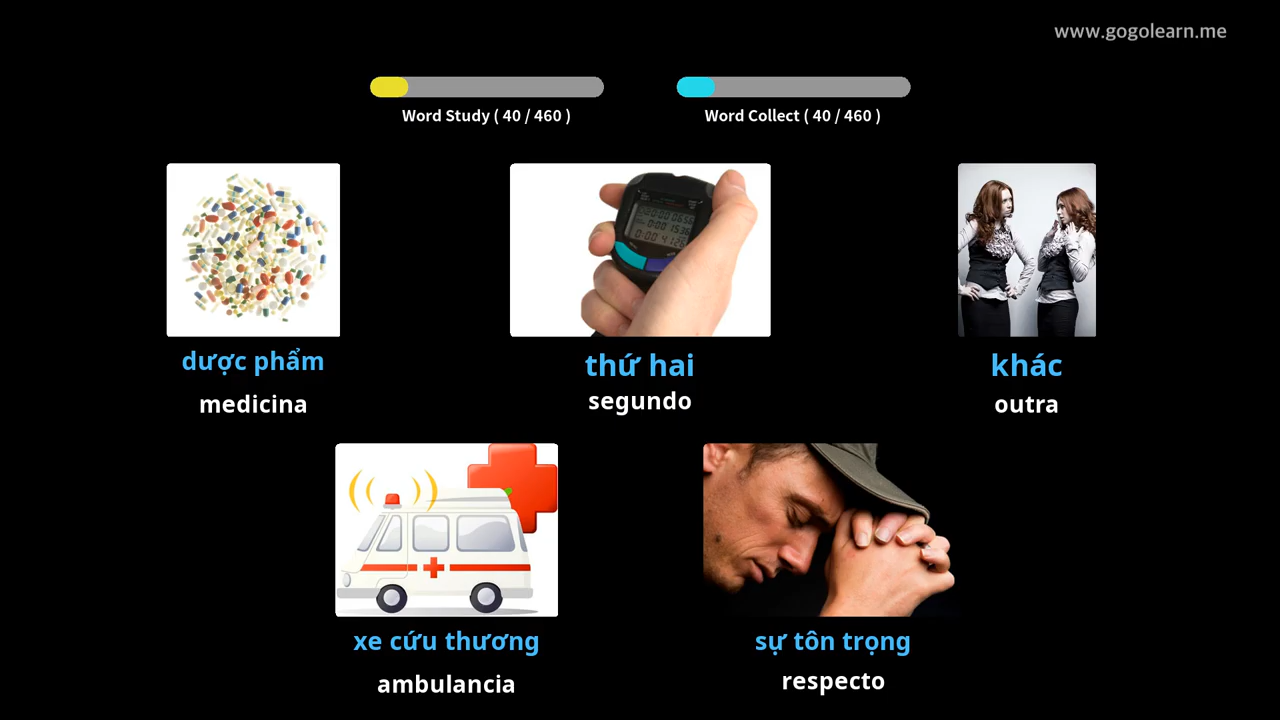 www.gogolearn.me
Word Study ( 40 / 460 )
Word Collect ( 40 / 460 )
dược phẩm
medicina
thứ hai
segundo
khác
outra
xe cứu thương
ambulancia
sự tôn trọng
respecto